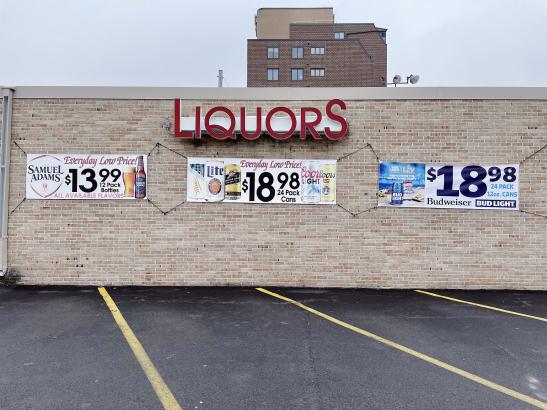 LIQUORS
SAMUEL
ADAMS
Everyday Low Price!
$13.99
12 Pack
Bottles
ALL AVAILABLE FLAVORS
Everyday Low Price!
Lite
$18.98
24 Pack
Cans
Coors
LIGHT
$18.98
24 PACK
12oz. CANS
Budweiser
BUD LIGHT